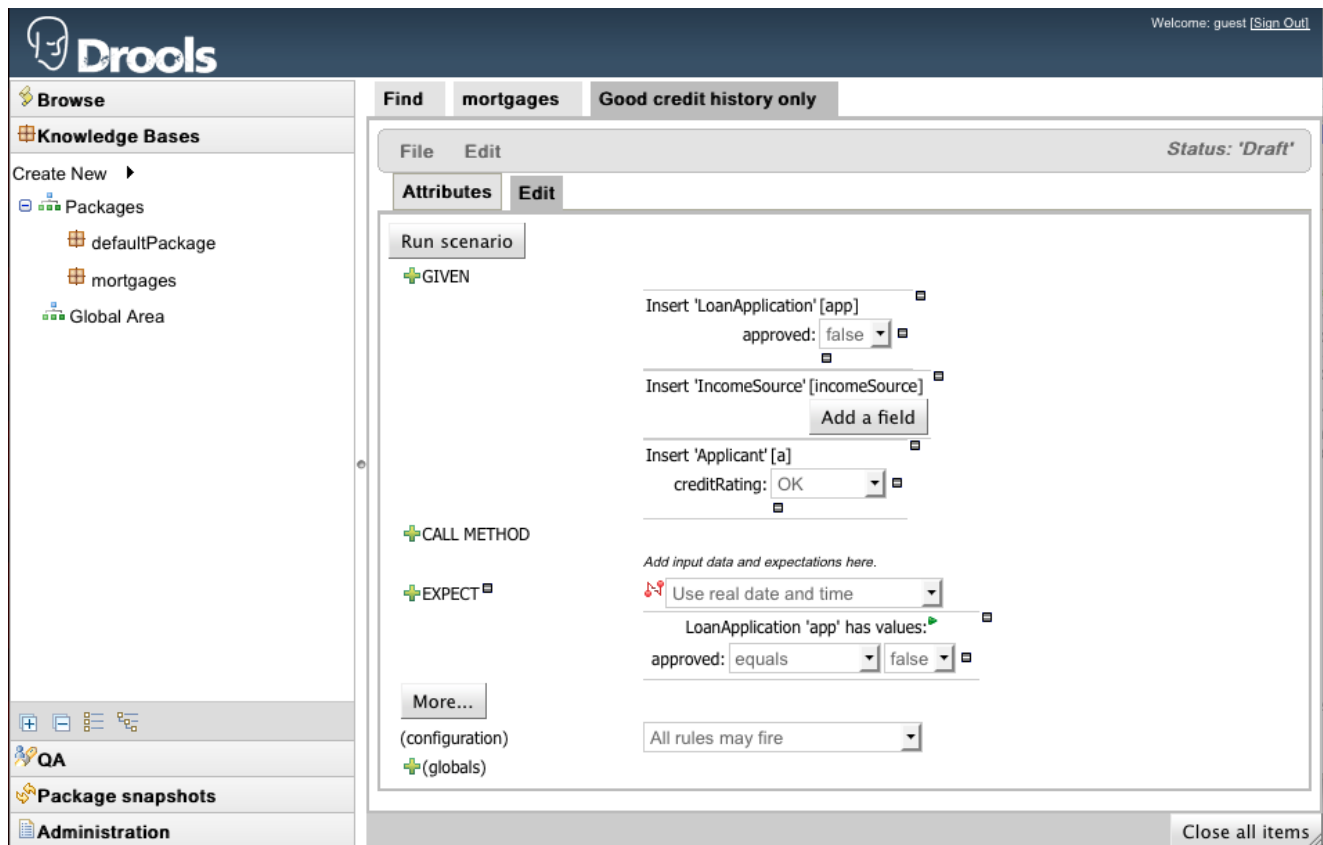 Welcome: guest [Sign Out]
Drools
Browse
Knowledge Bases
Create New
Packages
defaultPackage
mortgages
Global Area
QA
Package snapshots
Administration
Find mortgages Good credit history only
File Edit Status: 'Draft'
Attributes Edit
Run scenario
GIVEN
Insert 'LoanApplication' [app]
approved: false
Insert 'IncomeSource' [incomeSource]
Add a field
Insert 'Applicant' [a]
creditRating: OK
CALL METHOD
Add input data and expectations here.
EXPECT Use real date and time
LoanApplication 'app' has values:
approved: equals false
More...
(configuration) All rules may fire
(globals)
Close all items